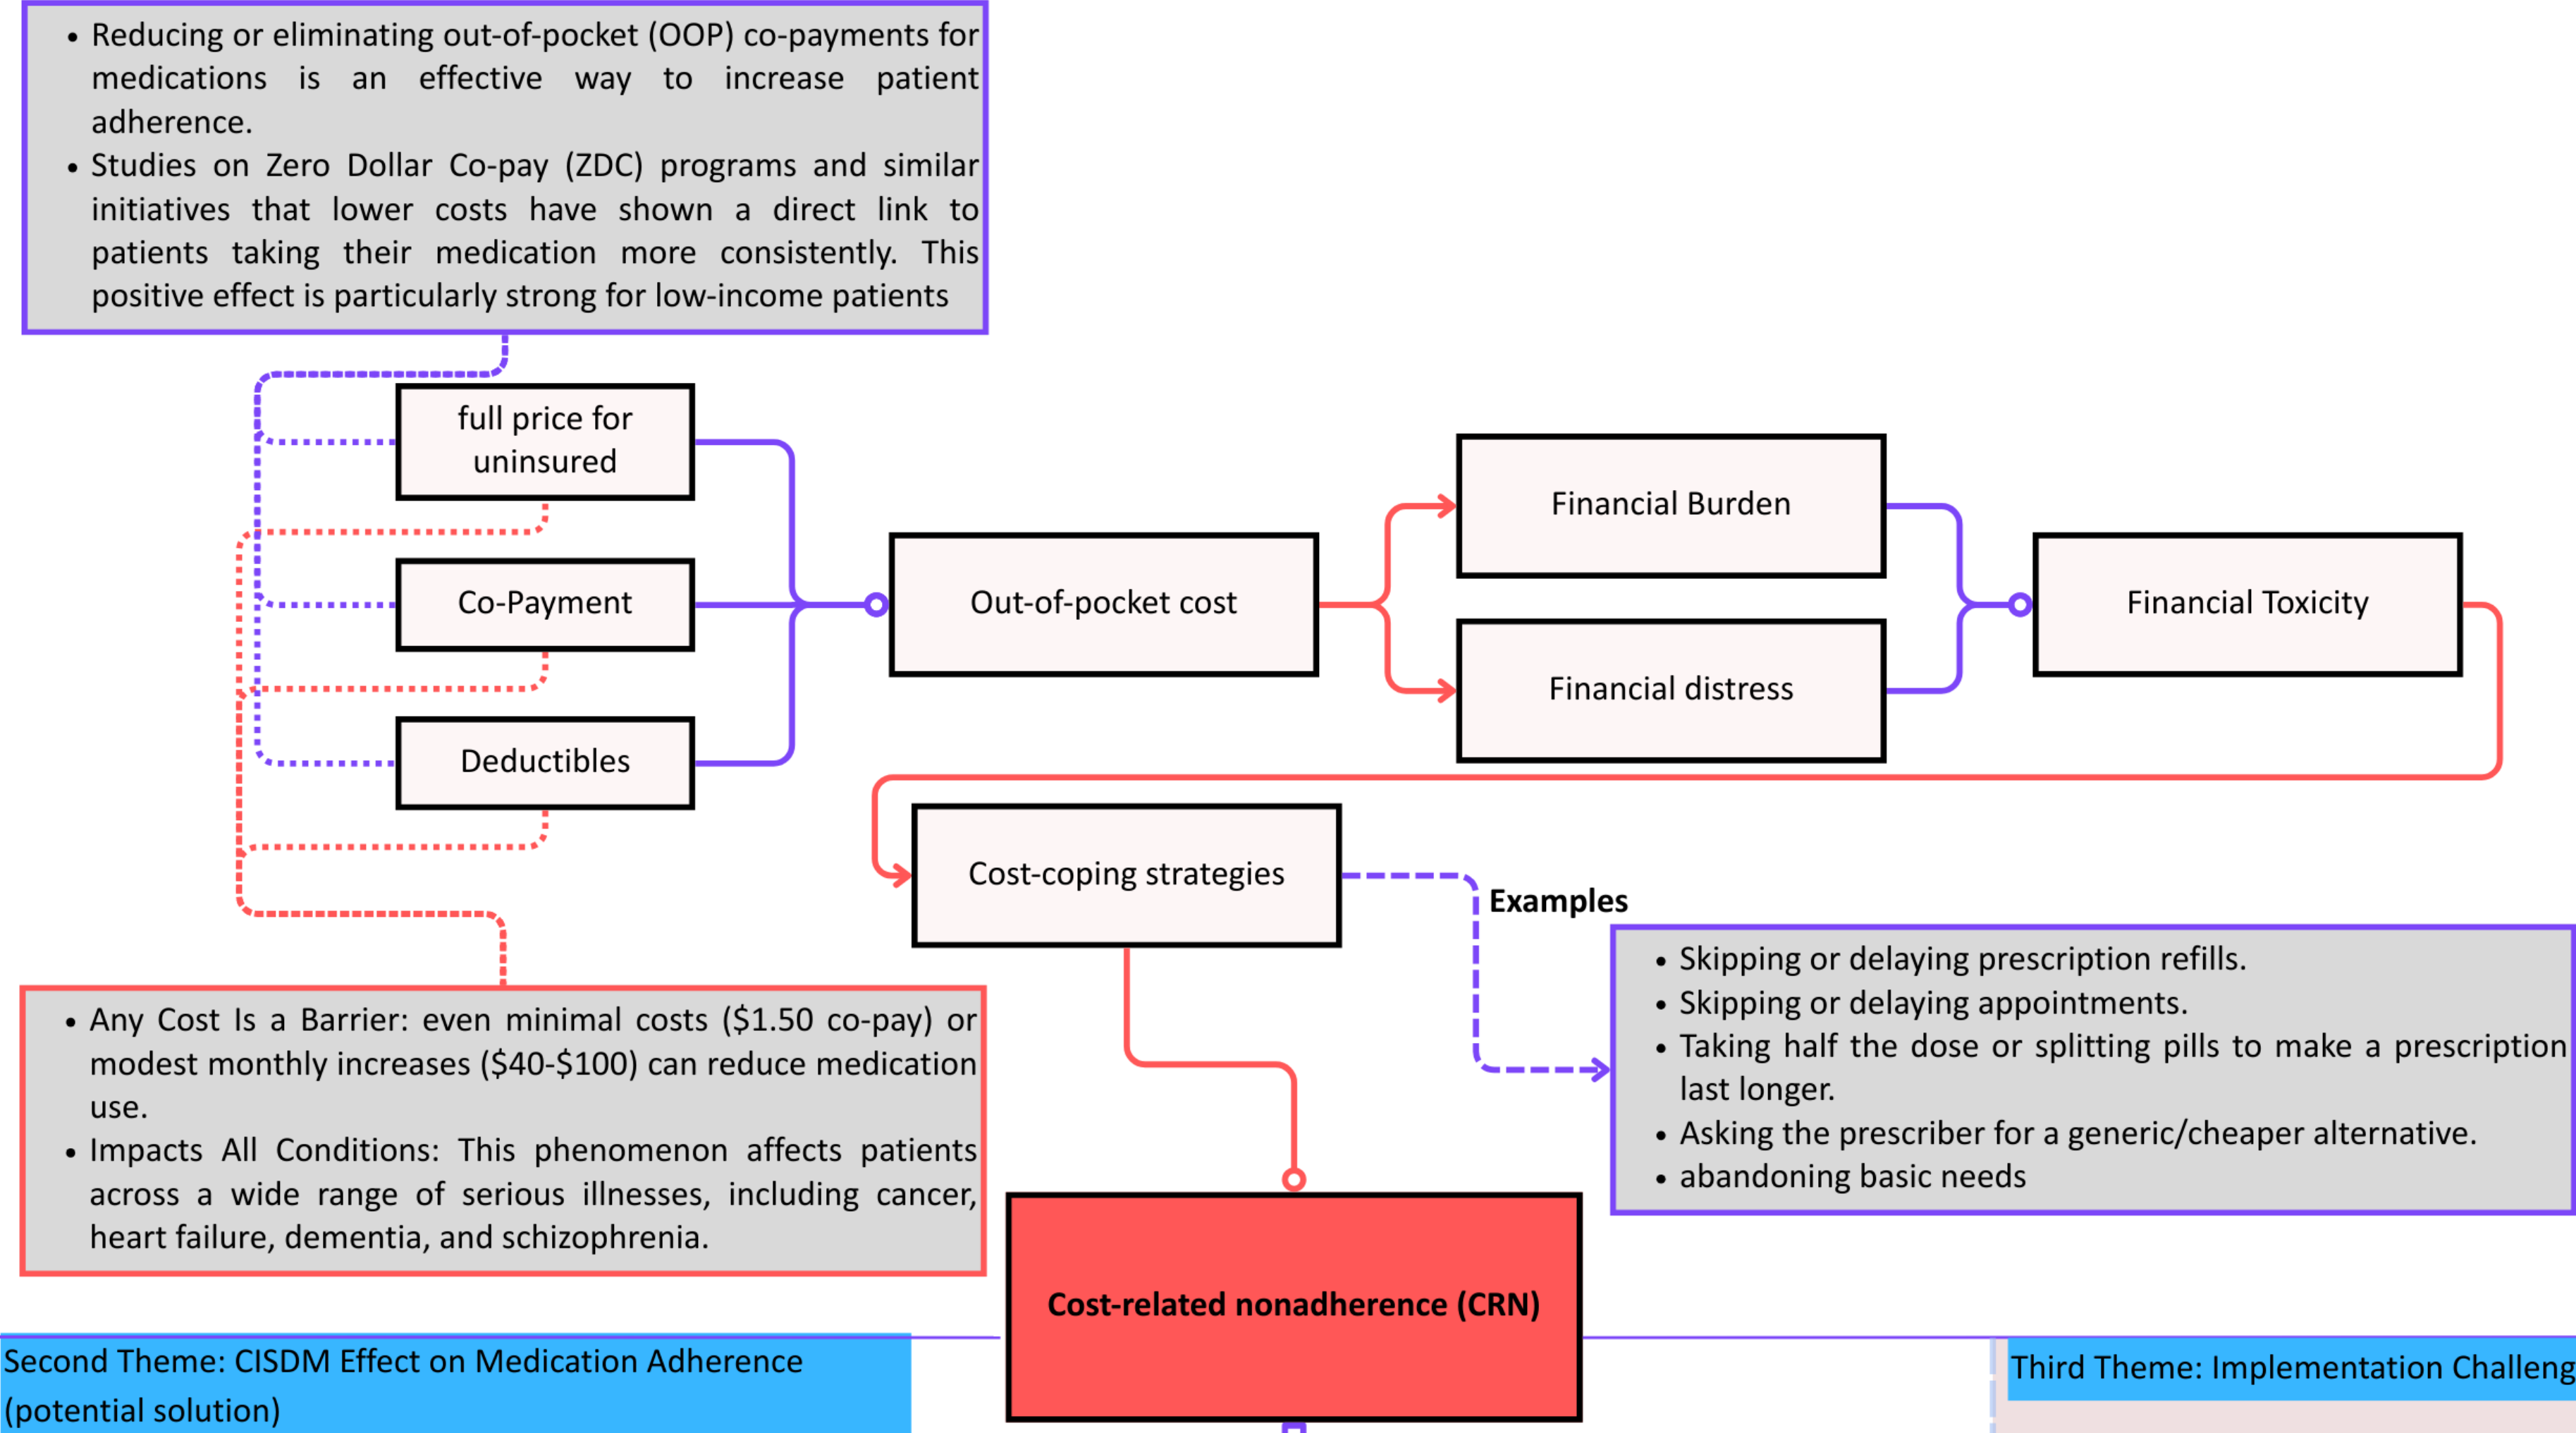 • Reducing or eliminating out-of-pocket (OOP) co-payments for
medications is an effective way to increase patient
adherence.
• Studies on Zero Dollar Co-pay (ZDC) programs and similar
initiatives that lower costs have shown a direct link to
patients taking their medication more consistently. This
positive effect is particularly strong for low-income patients
full price for
uninsured
Co-Payment
Deductibles
Out-of-pocket cost
Financial Burden
Financial distress
Financial Toxicity
Cost-coping strategies
Examples
• Skipping or delaying prescription refills.
• Skipping or delaying appointments.
• Taking half the dose or splitting pills to make a prescription
last longer.
• Asking the prescriber for a generic/cheaper alternative.
• abandoning basic needs
• Any Cost Is a Barrier: even minimal costs ($1.50 co-pay) or
modest monthly increases ($40-$100) can reduce medication
use.
• Impacts All Conditions: This phenomenon affects patients
across a wide range of serious illnesses, including cancer,
heart failure, dementia, and schizophrenia.
Cost-related nonadherence (CRN)
Second Theme: CISDM Effect on Medication Adherence
(potential solution)
Third Theme: Implementation Challeng